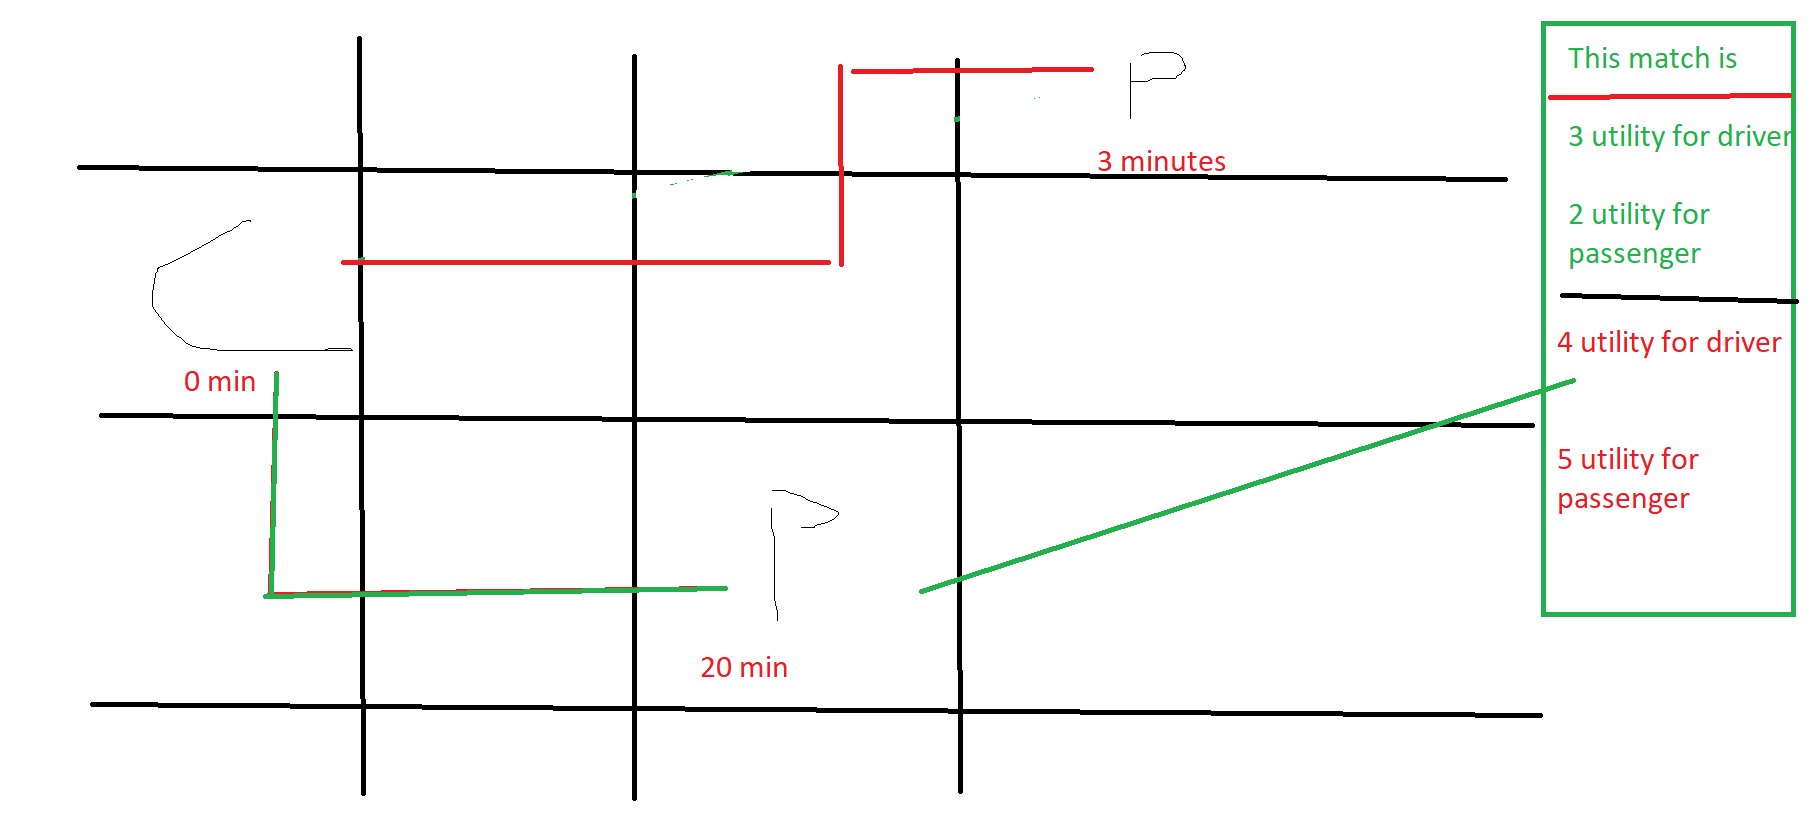 This match is
P
3 utility for driver
3 minutes
2 utility for
passenger
C
4 utility for driver
0 min
5 utility for
passenger
P
20 min